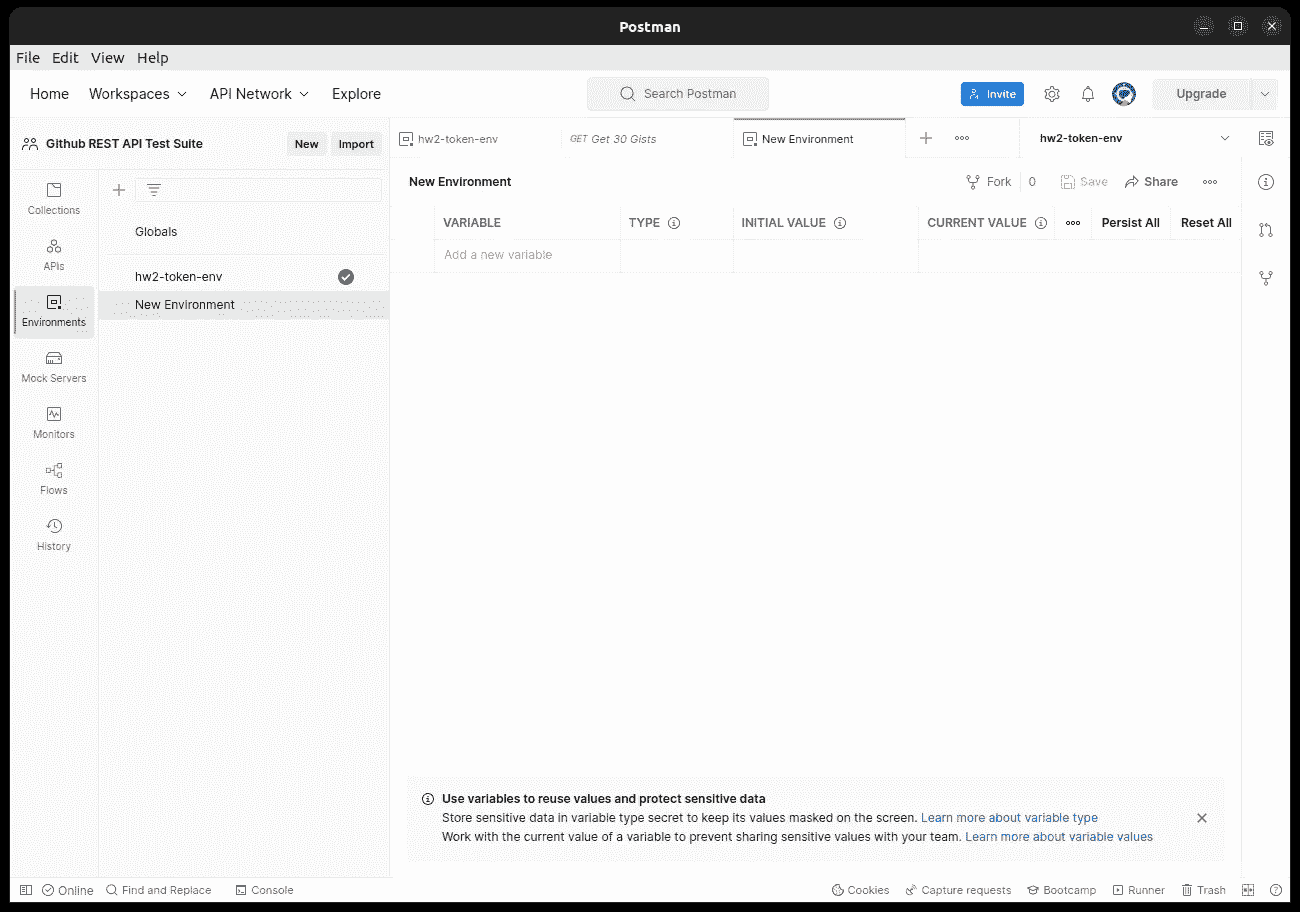 Postman
File Edit View Help
Home Workspaces API Network Explore Search Postman Invite Upgrade
Github REST API Test Suite New Import hw2-token-env GET Get 30 Gists New Environment hw2-token-env
New Environment Fork 0 Save Share
Collections
APIs
Environments
Mock Servers
Monitors
Flows
History
Globals
hw2-token-env
New Environment
VARIABLE TYPE INITIAL VALUE CURRENT VALUE Persist All Reset All
Add a new variable
Use variables to reuse values and protect sensitive data
Store sensitive data in variable type secret to keep its values masked on the screen. Learn more about variable type
Work with the current value of a variable to prevent sharing sensitive values with your team. Learn more about variable values
Online Find and Replace Console Cookies Capture requests Bootcamp Runner Trash